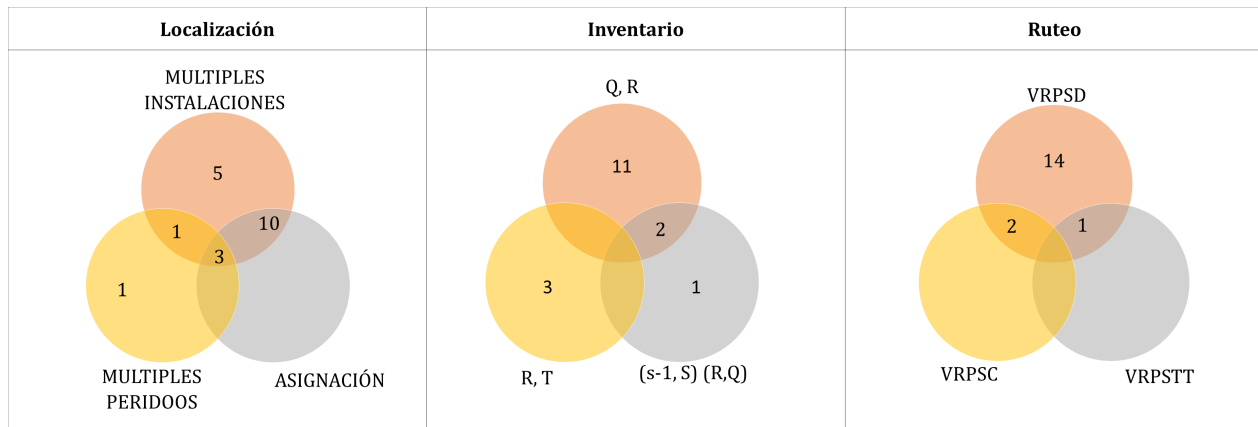 Localización
Inventario
Ruteo
MULTIPLES
INSTALACIONES
5
1
10
3
1
MULTIPLES
PERIDOOS
ASIGNACIÓN
Q, R
11
2
3
1
R, T
(s-1, S) (R,Q)
VRPSD
14
2
1
VRPSC
VRPSTT